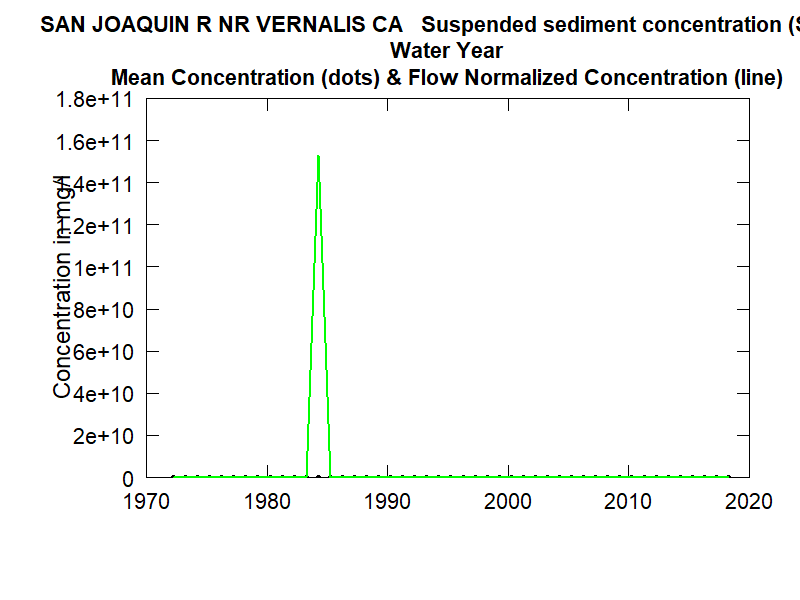 SAN JOAQUIN R NR VERNALIS CA   Suspended sediment concentration (S
Water Year
Mean Concentration (dots) & Flow Normalized Concentration (line)
1.8e+11
1.6e+11
1.4e+11
1.2e+11
1e+11
8e+10
6e+10
4e+10
2e+10
0
Concentration in mg/l
1970 1980 1990 2000 2010 2020